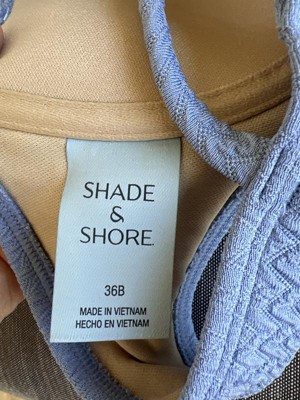 SHADE
&
SHORE.
36B
MADE IN VIETNAM
HECHO EN VIETNAM